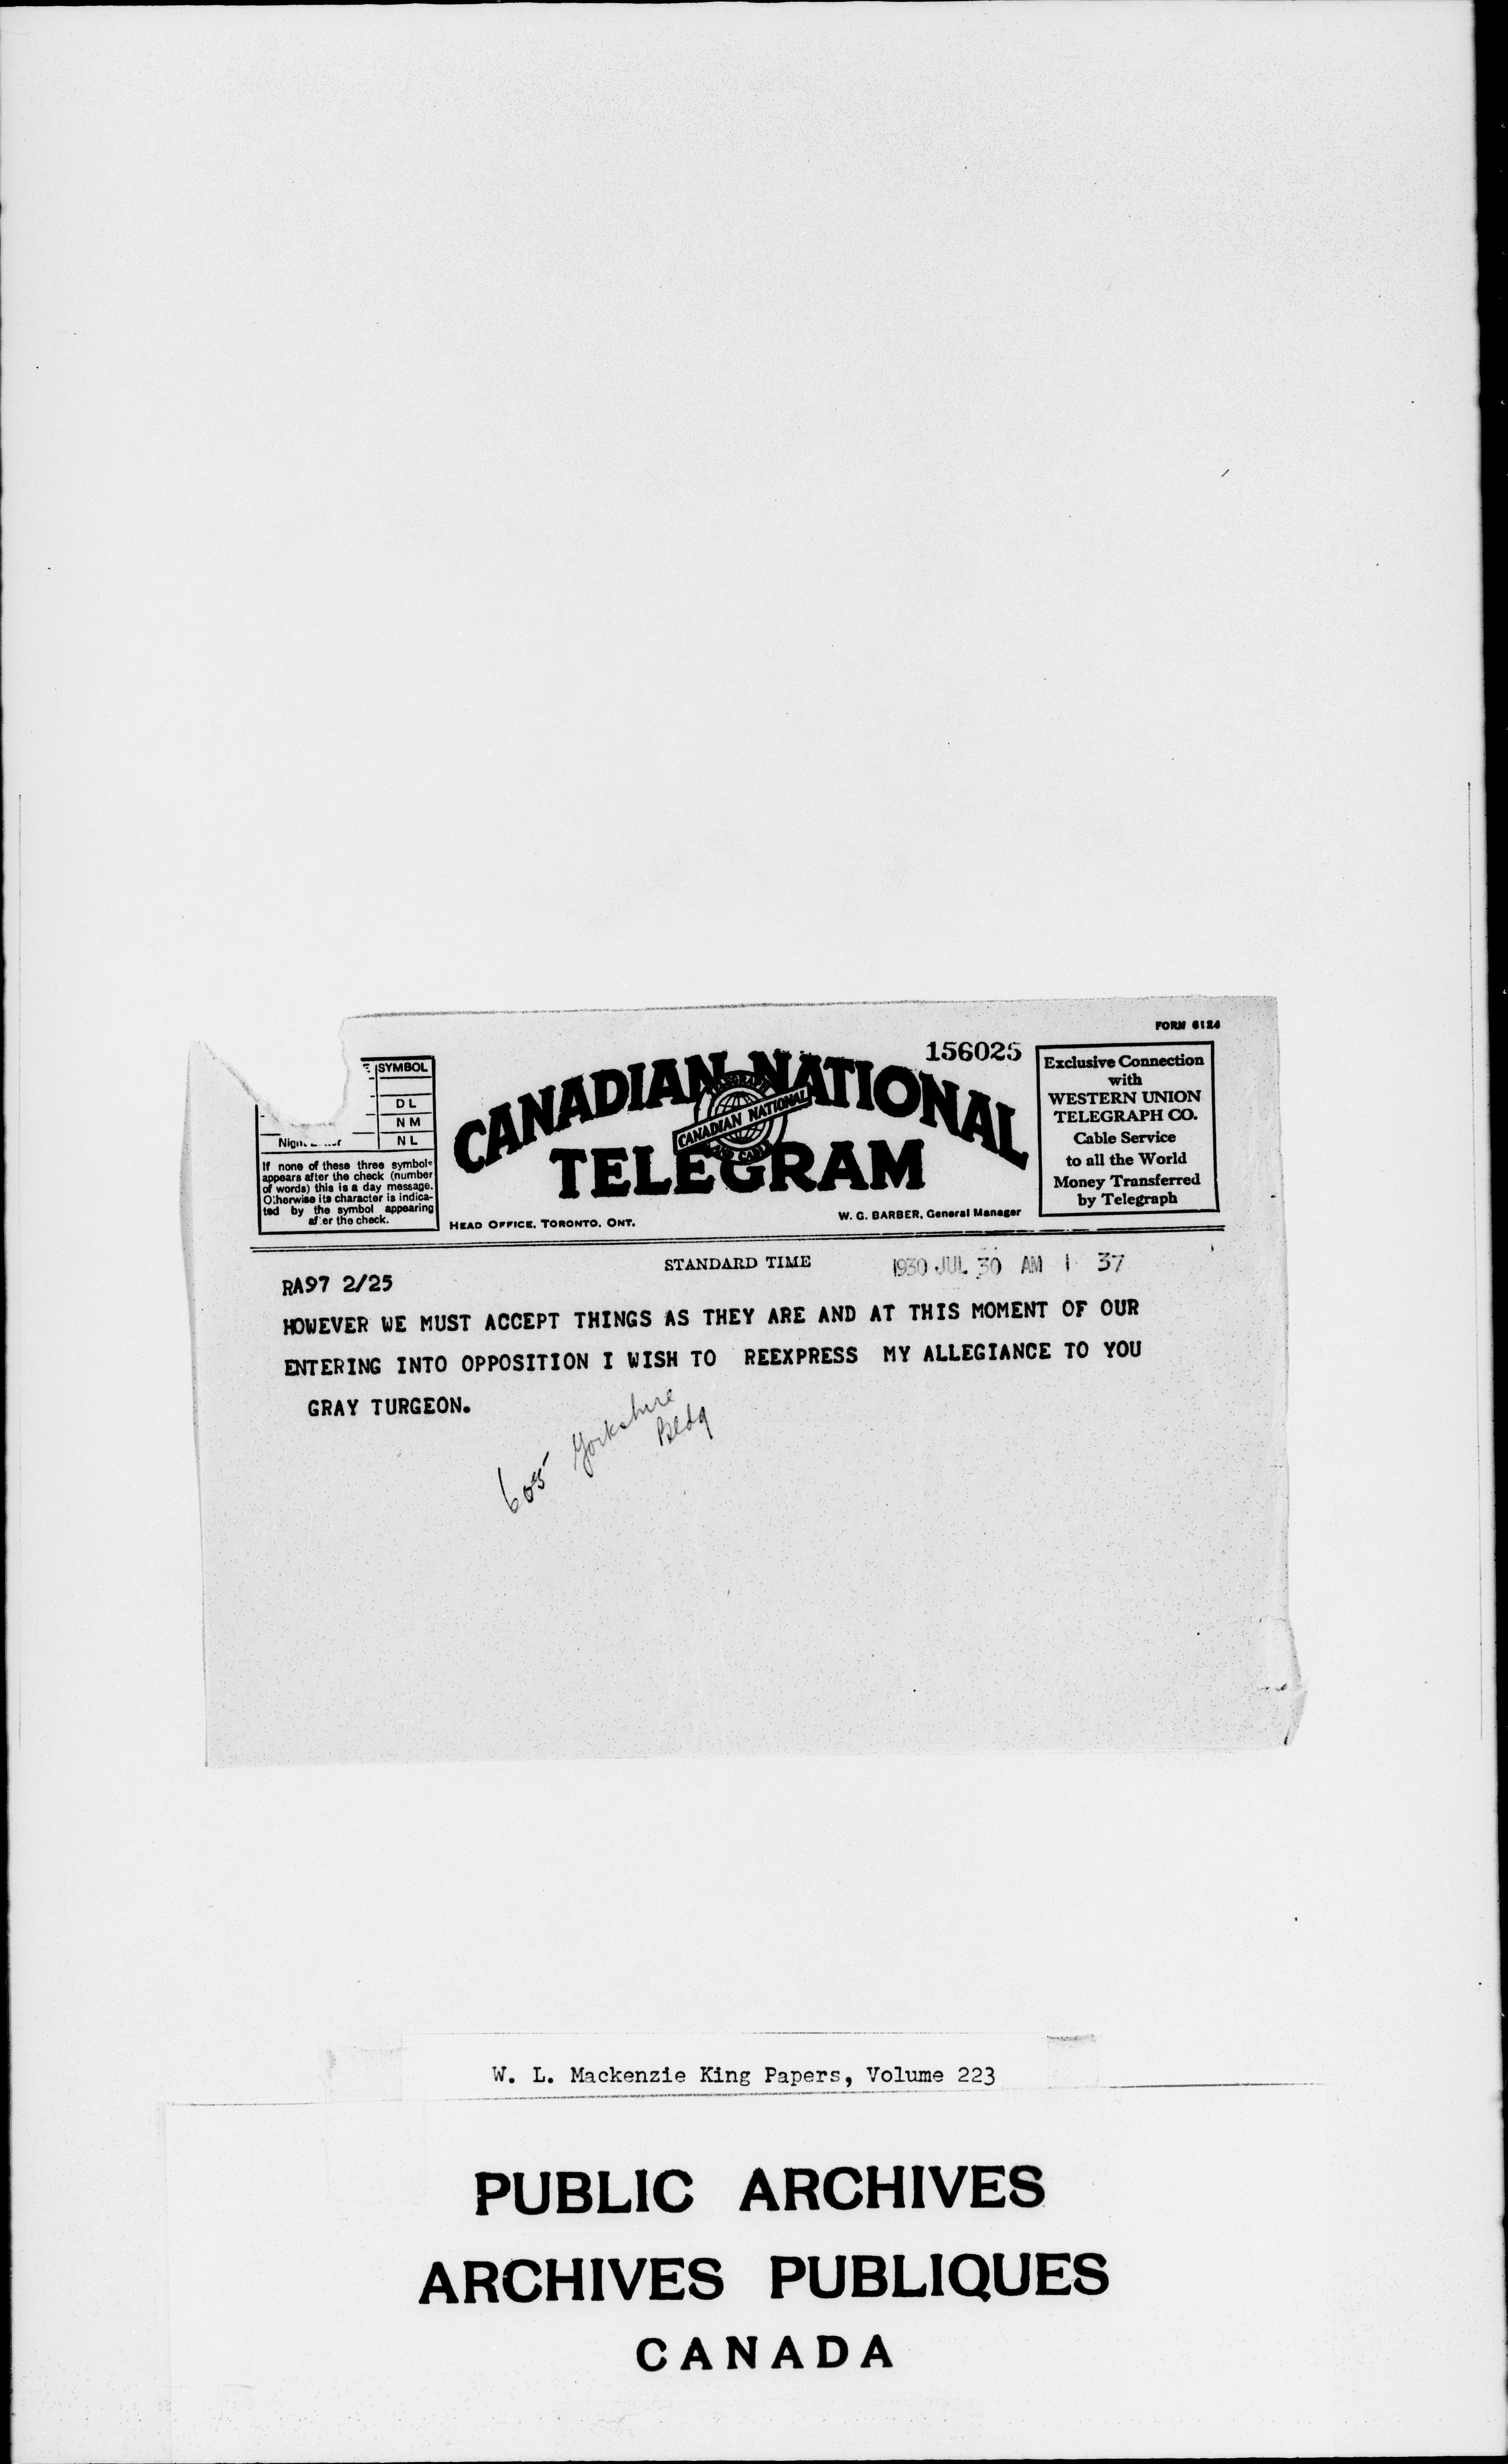 FORM 6124
156025
SYMBOL
DL
NM
NL
If none of these three symbols
appears after the check (number
of words) this is a day message.
Otherwise its character is indica-
ted by the symbol appearing
after the check.
CANADIAN NATIONAL
TELEGRAM
TELEGRAPH
CANADIAN NATIONAL
AND CABLE
Exclusive Connection
with
WESTERN UNION
TELEGRAPH CO.
Cable Service
to all the World
Money Transferred
by Telegraph
HEAD OFFICE, TORONTO, ONT.
W. G. BARBER, General Manager
STANDARD TIME
1930 JUL 30 AM 1 37
RA97 2/25
HOWEVER WE MUST ACCEPT THINGS AS THEY ARE AND AT THIS MOMENT OF OUR
ENTERING INTO OPPOSITION I WISH TO REEXPRESS MY ALLEGIANCE TO YOU
GRAY TURGEON.
605 Yorkshire
Bldg
W. L. Mackenzie King Papers, Volume 223
PUBLIC ARCHIVES
ARCHIVES PUBLIQUES
CANADA